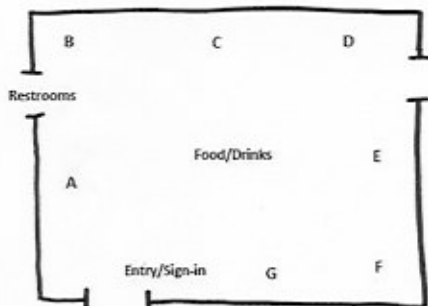 B C D
Restrooms
Food/Drinks E
A
Entry/Sign-in G F